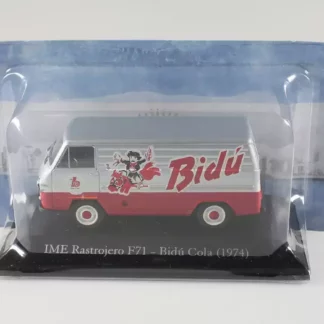 Bidú
IME Rastrojero F71 - Bidú Cola (1974)